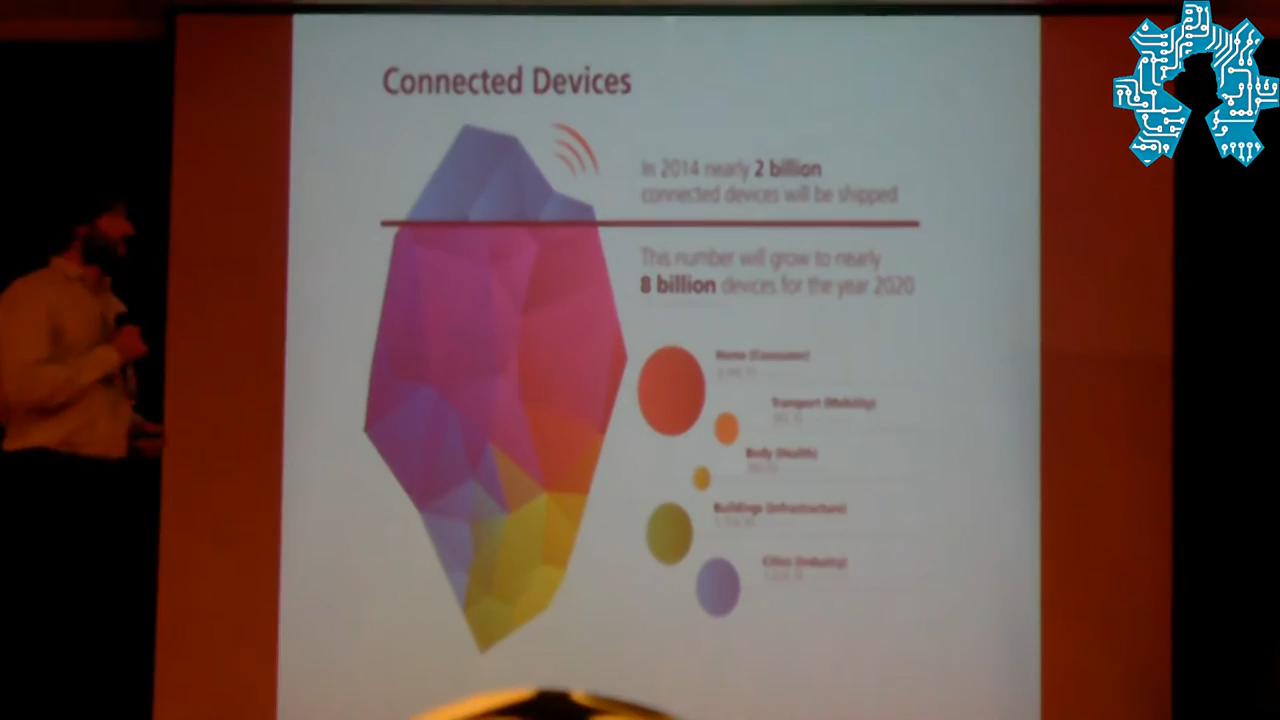 Connected Devices
In 2014 nearly 2 billion
connected devices will be shipped
This number will grow to nearly
8 billion devices for the year 2020
Home (Consumer)
Transport (Mobility)
Body (Health)
Buildings (Infrastructure)
Cities (Industry)